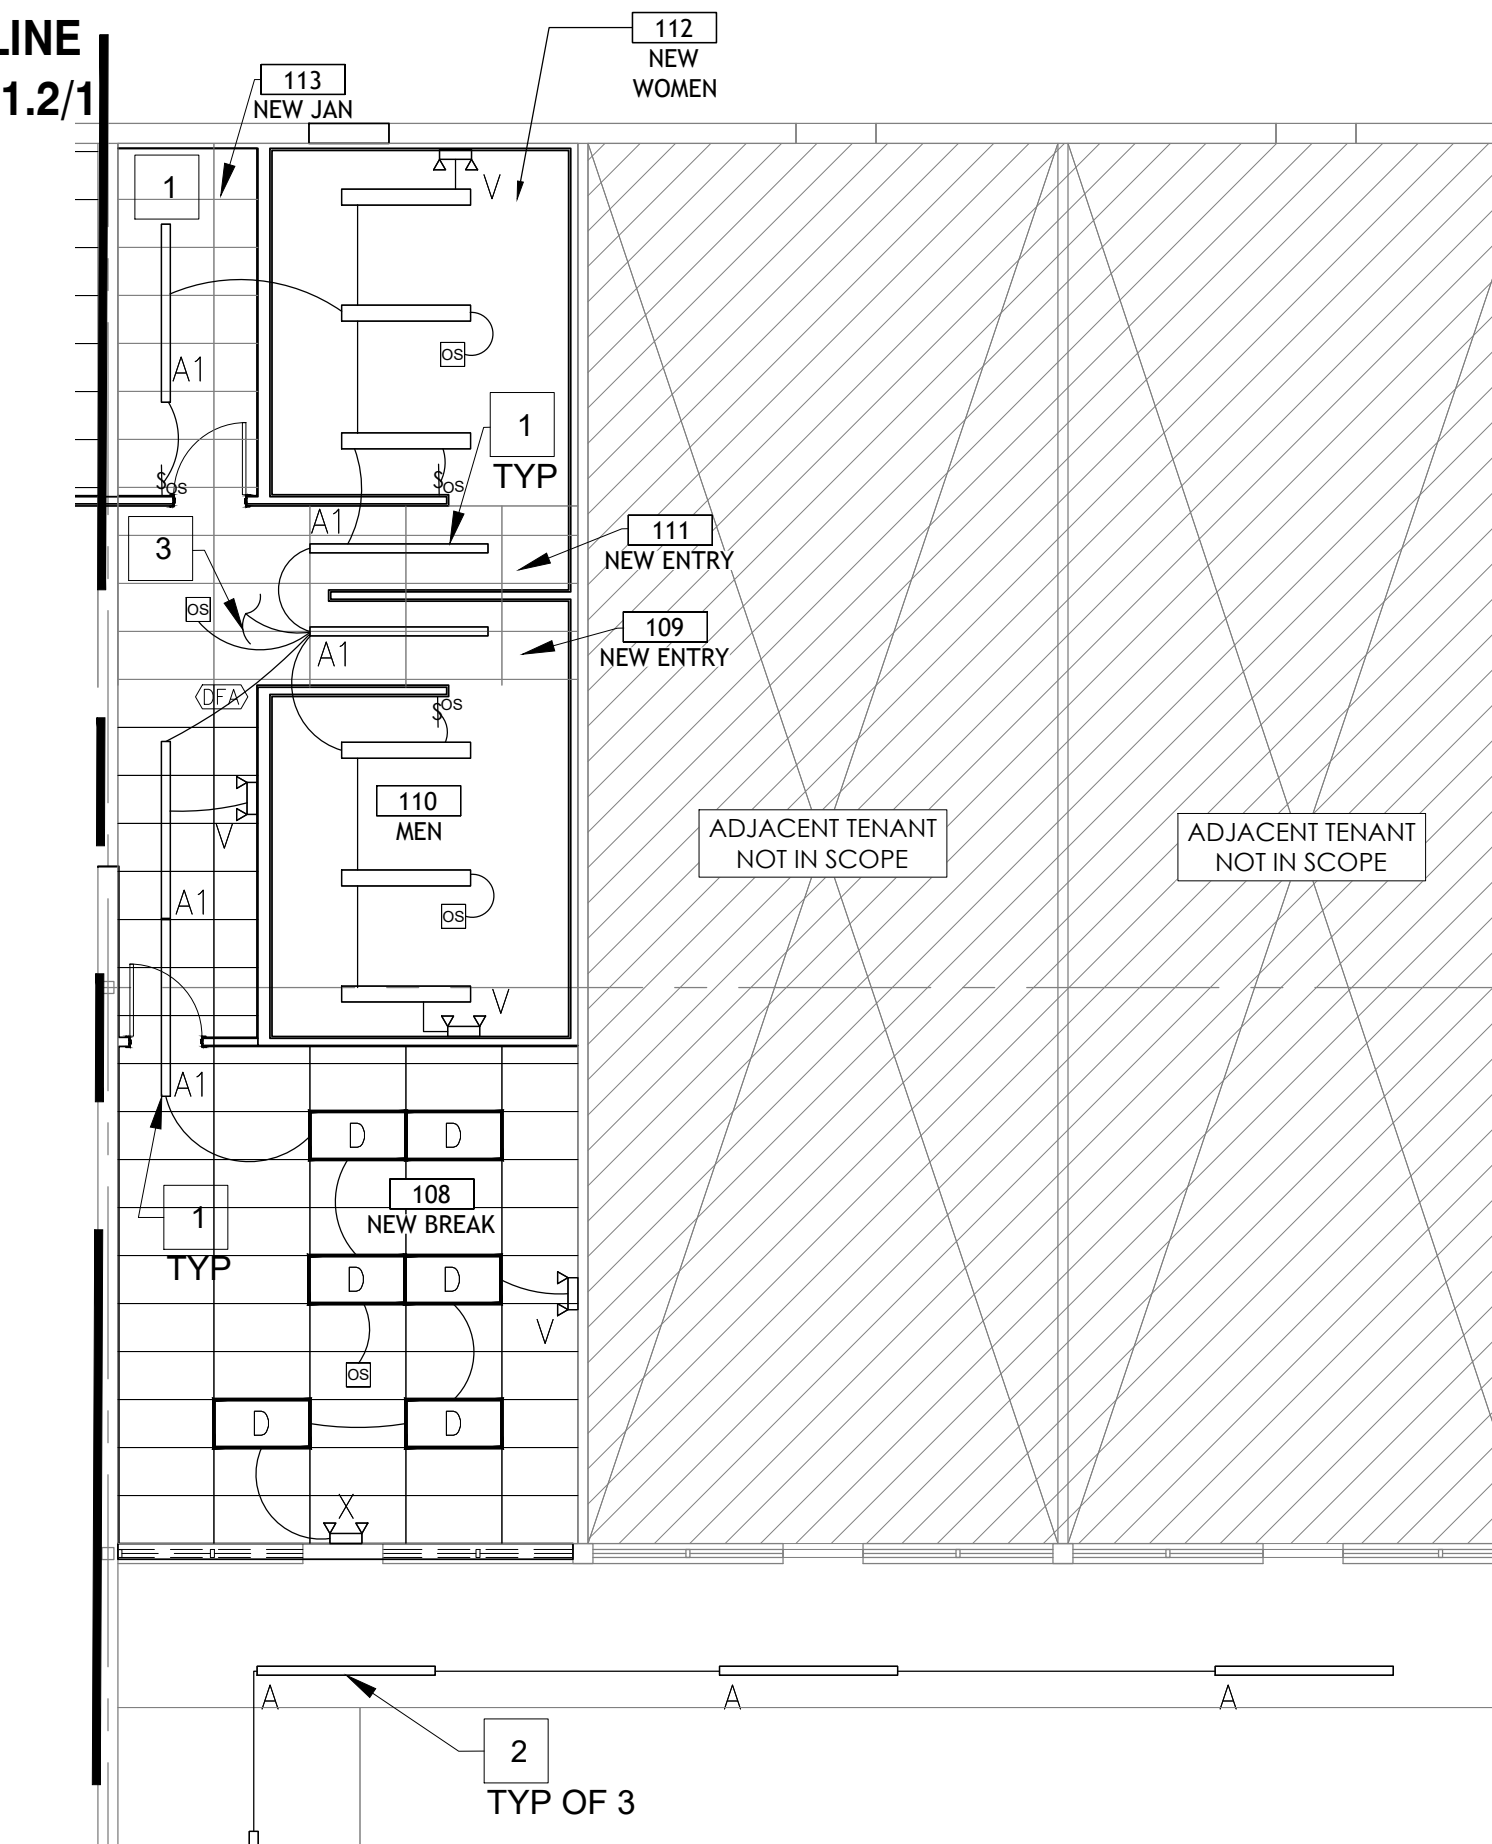 LINE
1.2/1
112
NEW
WOMEN
113
NEW JAN
1
V
A1
OS
1
TYP
$OS
$OS
A1
3
111
NEW ENTRY
OS
109
NEW ENTRY
A1
DFA
$OS
110
MEN
V
ADJACENT TENANT
NOT IN SCOPE
ADJACENT TENANT
NOT IN SCOPE
A1
OS
V
A1
D
D
108
NEW BREAK
1
TYP
D
D
V
OS
D
D
X
A
A
A
2
TYP OF 3